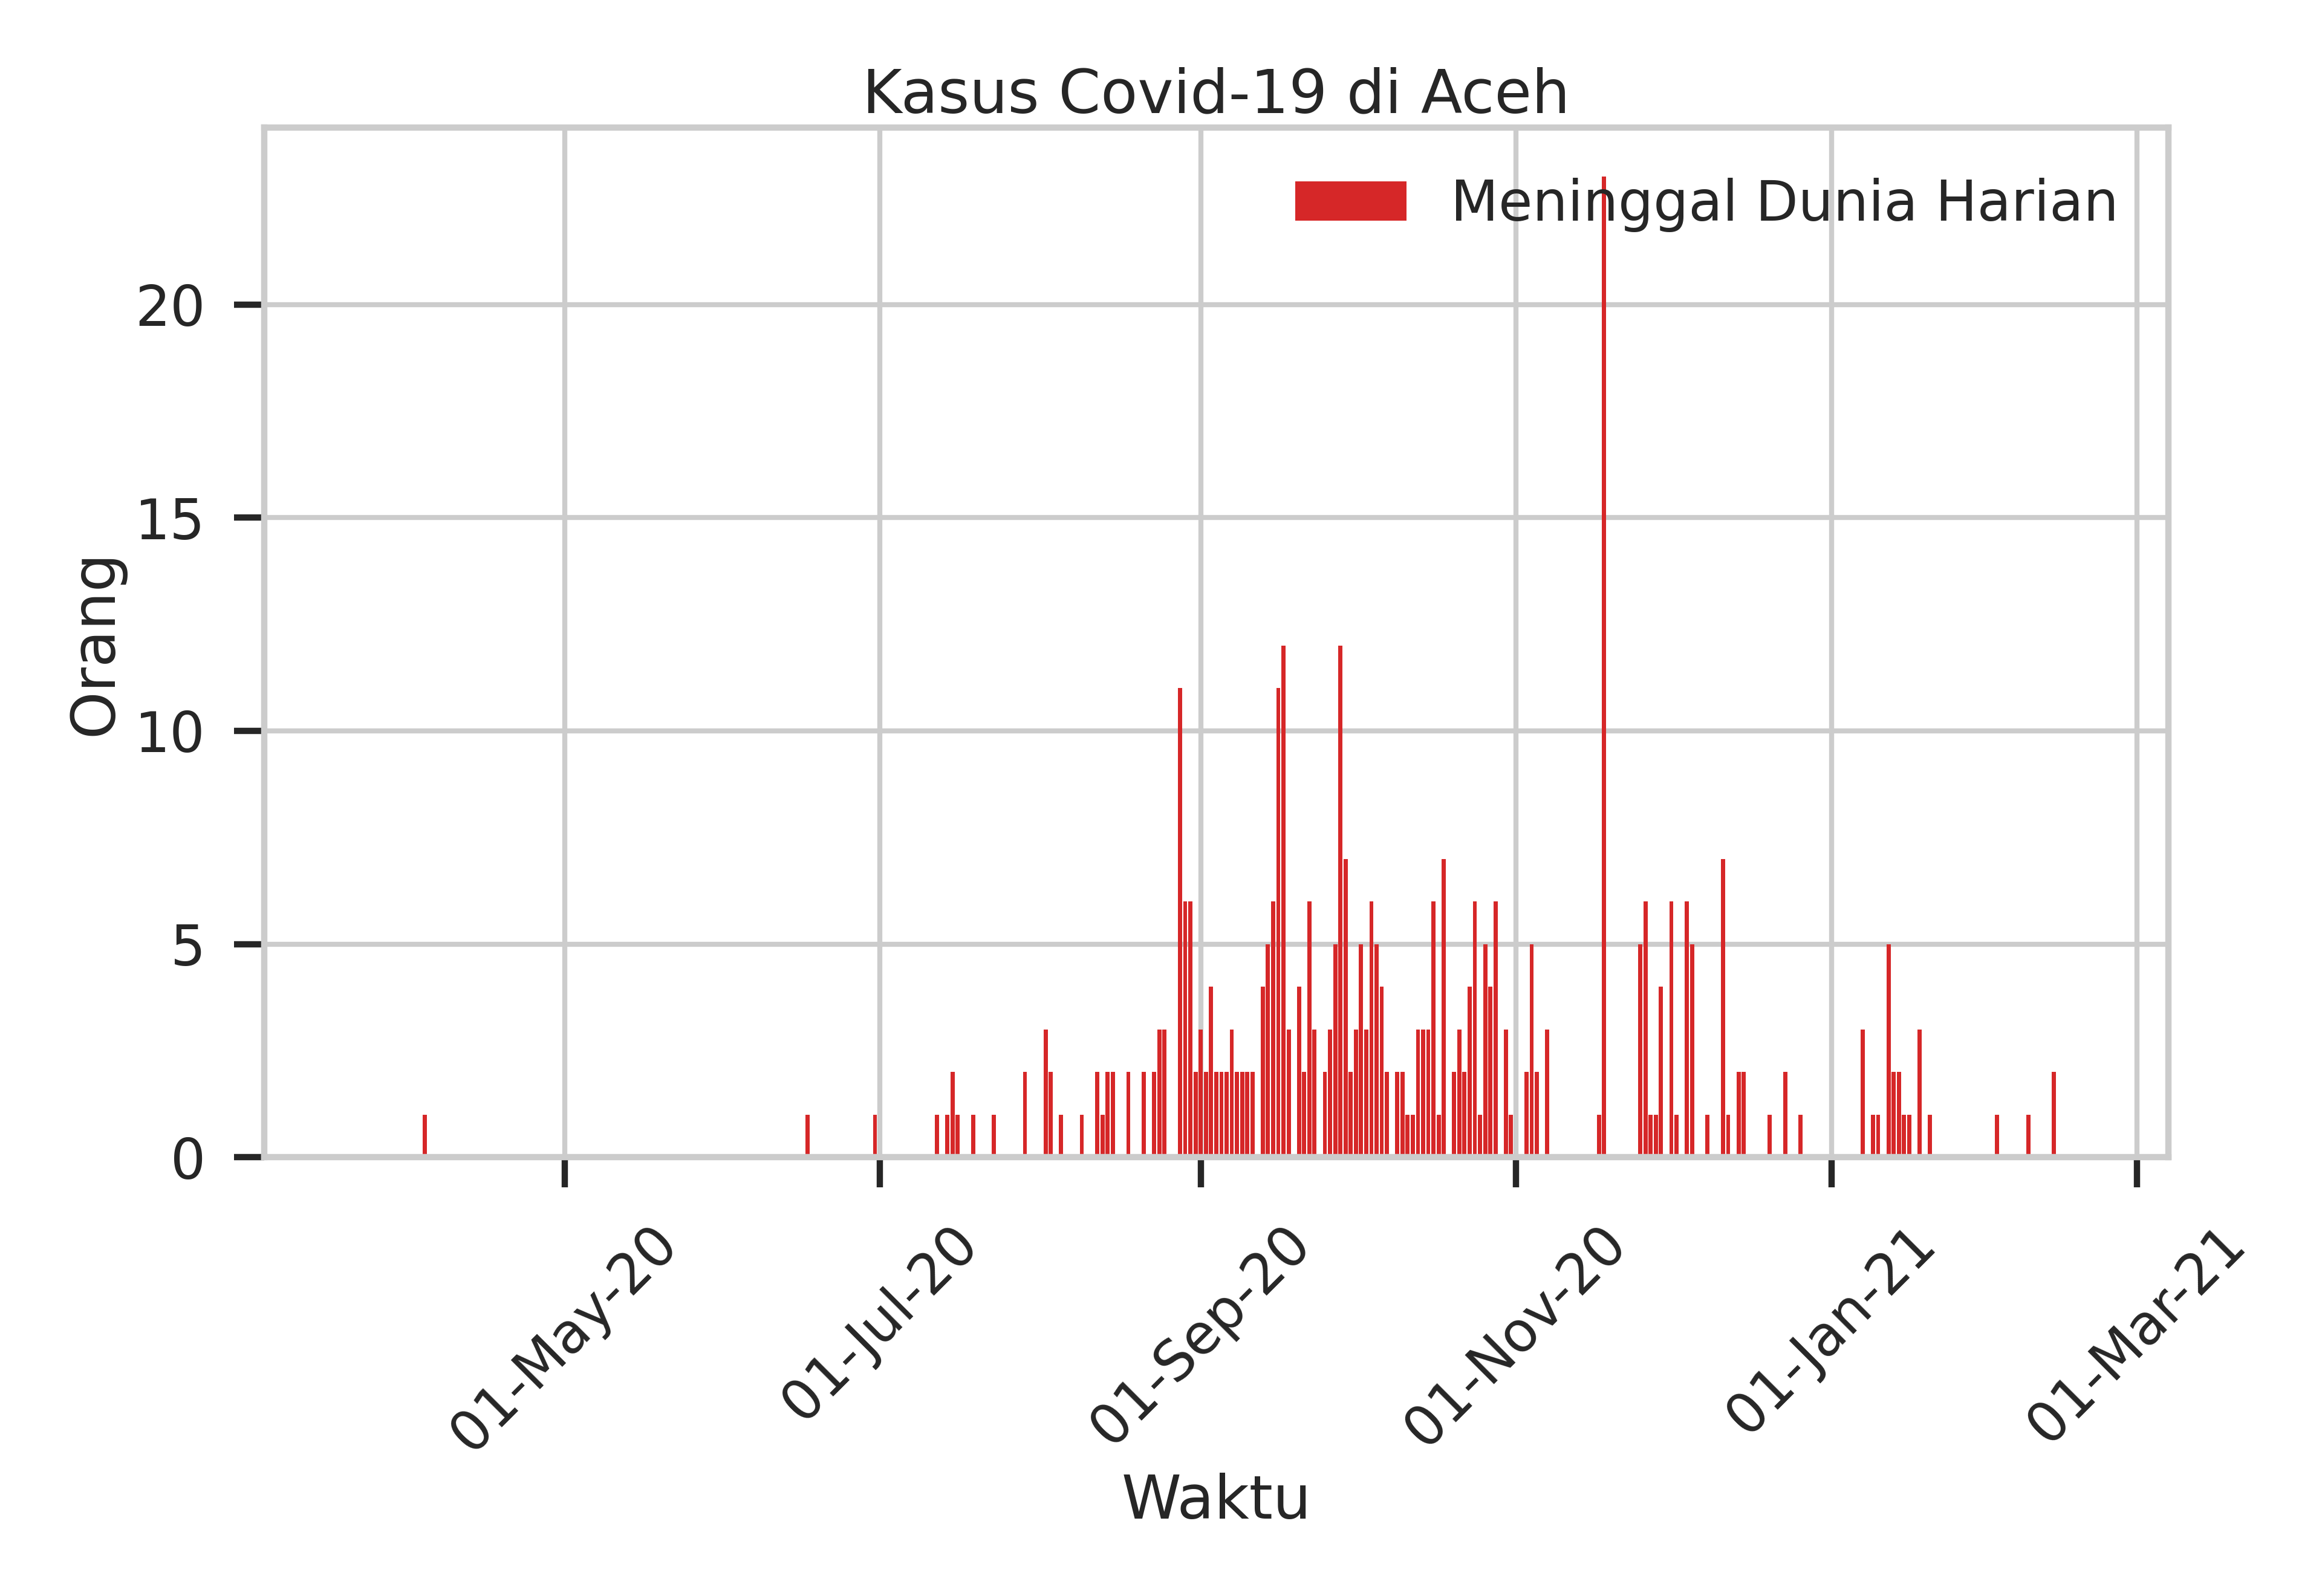 Kasus Covid-19 di Aceh
Meninggal Dunia Harian
Orang
20
15
10
5
0
01-May-20
01-Jul-20
01-Sep-20
01-Nov-20
01-Jan-21
01-Mar-21
Waktu